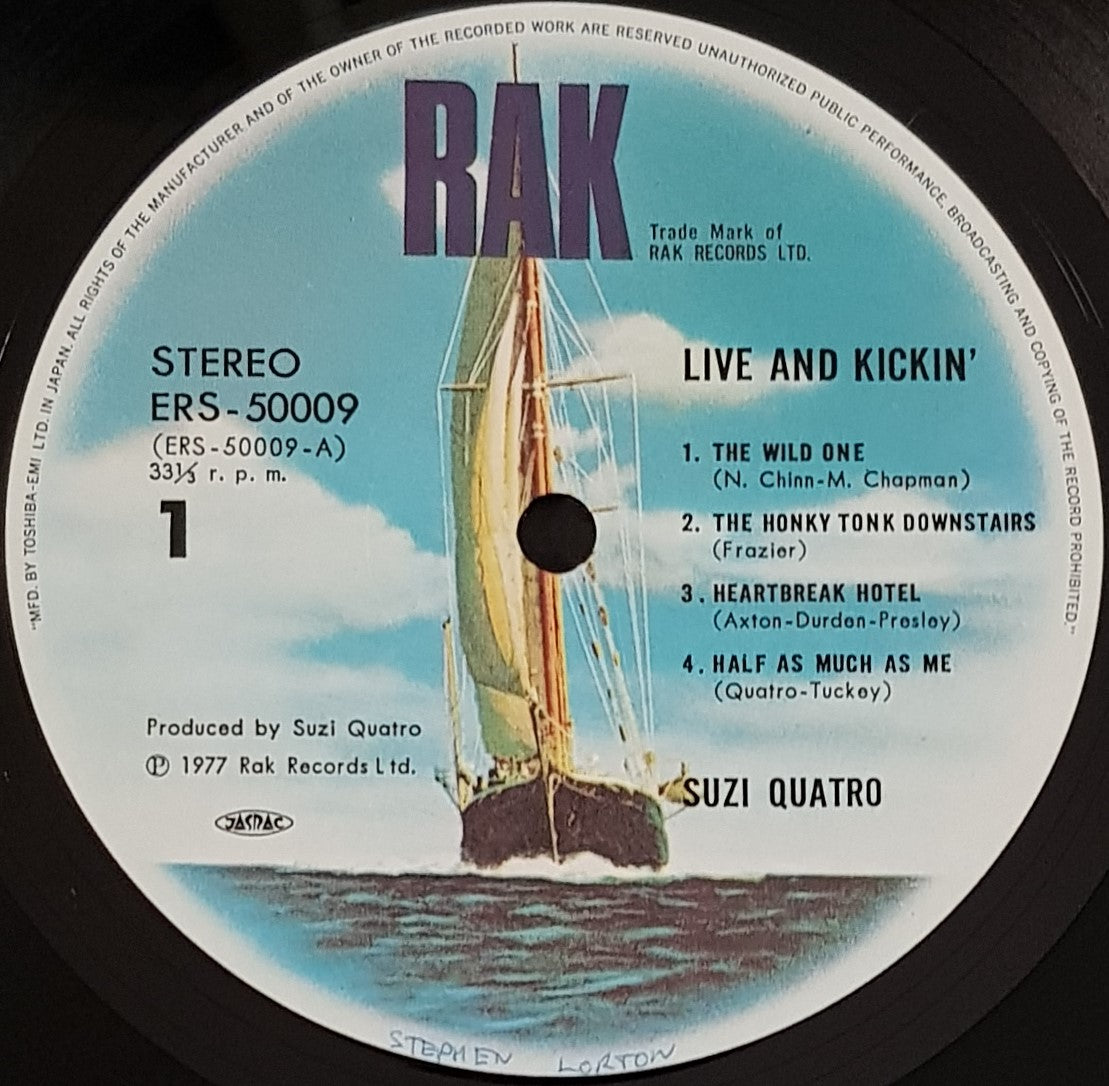 "MFD. BY TOSHIBA-EMI LTD. IN JAPAN. ALL RIGHTS OF THE MANUFACTURER AND OF THE OWNER OF THE RECORDED WORK ARE RESERVED UNAUTHORIZED PUBLIC PERFORMANCE, BROADCASTING AND COPYING OF THE RECORD PROHIBITED."
RAK
Trade Mark of
RAK RECORDS LTD.
STEREO
ERS-50009
(ERS-50009-A)
33⅓ r. p. m.
1
LIVE AND KICKIN'
1. THE WILD ONE
(N. Chinn-M. Chapman)
2. THE HONKY TONK DOWNSTAIRS
(Frazier)
3. HEARTBREAK HOTEL
(Axton-Durden-Presley)
4. HALF AS MUCH AS ME
(Quatro-Tuckey)
Produced by Suzi Quatro
℗ 1977 Rak Records Ltd.
JASRAC
SUZI QUATRO
STEPHEN LORTON